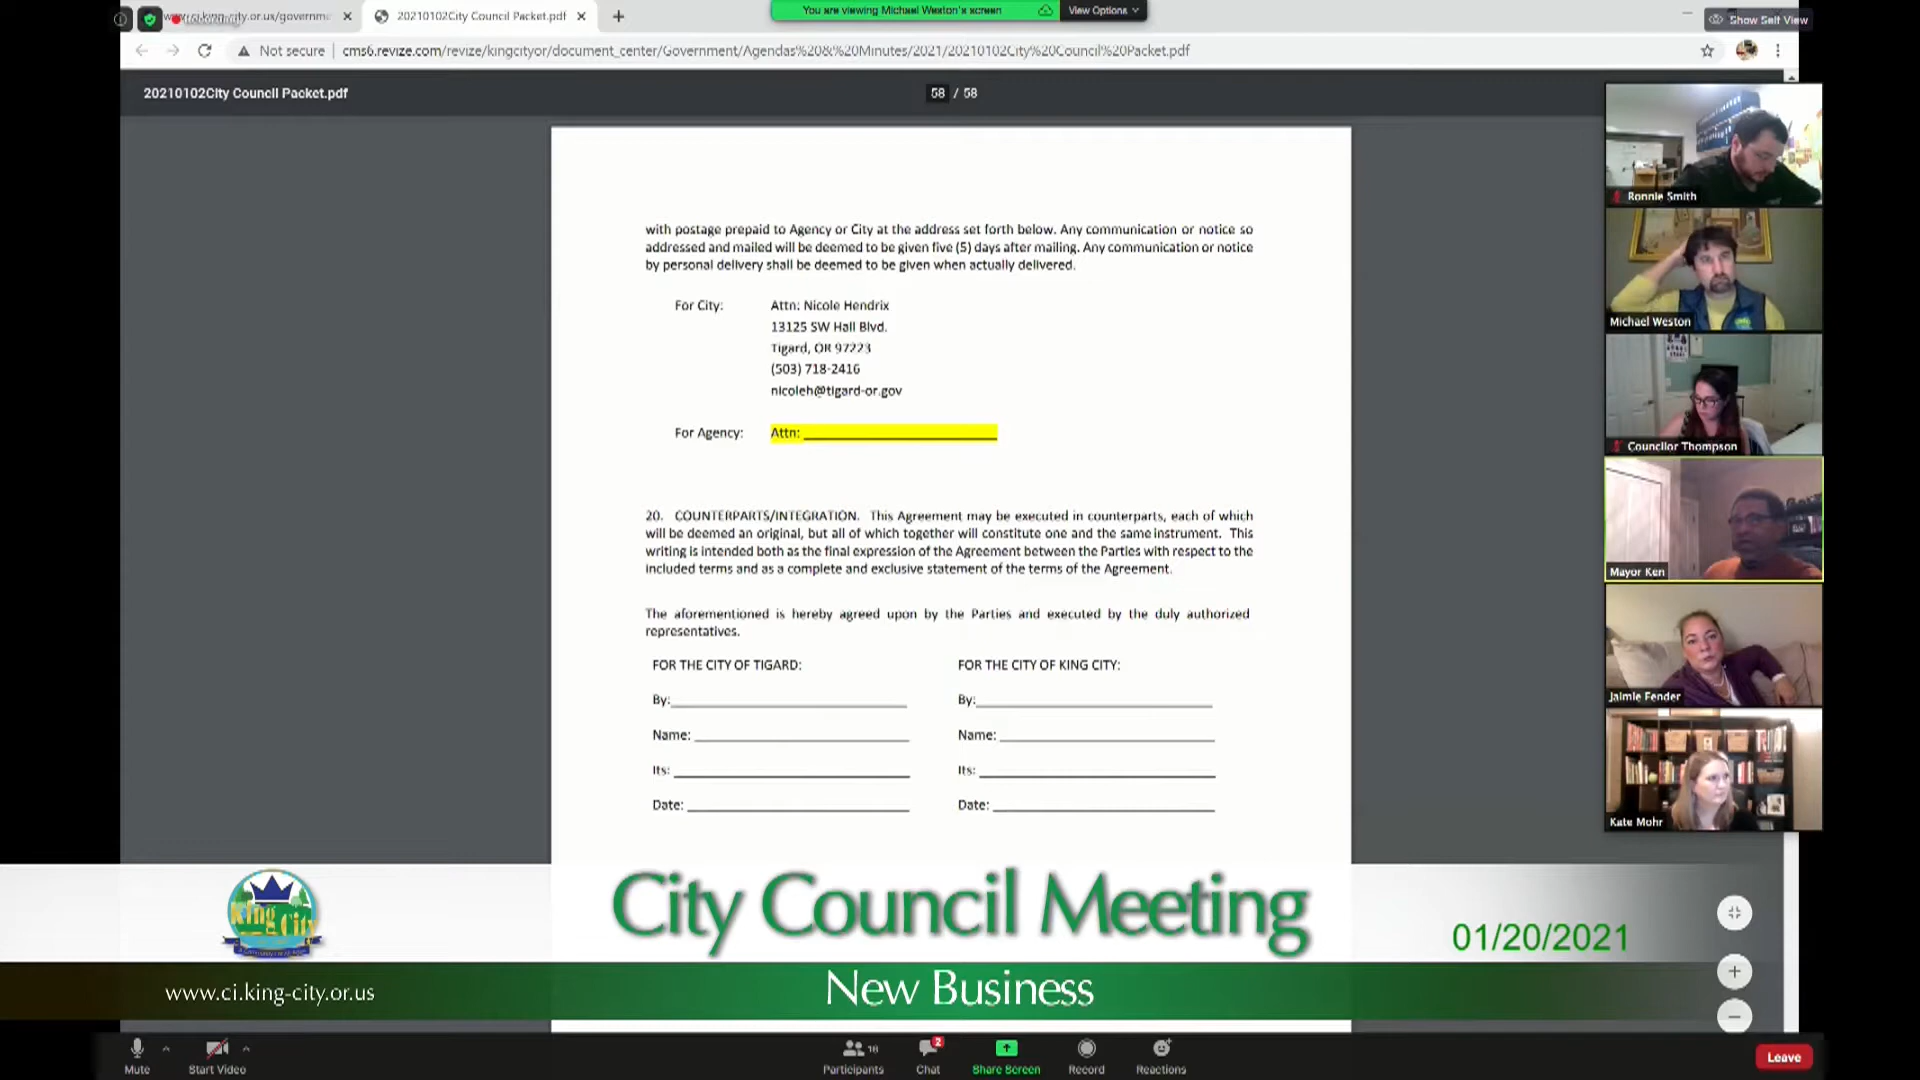 20210102City Council Packet.pdf
You are viewing Michael Weston's screen
View Options
Show Self View
Not secure
cms6.revize.com/revize/kingcityor/document_center/Government/Agendas%20&%20Minutes/2021/20210102City%20Council%20Packet.pdf
20210102City Council Packet.pdf
58 / 58
with postage prepaid to Agency or City at the address set forth below. Any communication or notice so
addressed and mailed will be deemed to be given five (5) days after mailing. Any communication or notice
by personal delivery shall be deemed to be given when actually delivered.
For City: Attn: Nicole Hendrix
13125 SW Hall Blvd.
Tigard, OR 97223
(503) 718-2416
nicoleh@tigard-or.gov
For Agency: Attn:
20. COUNTERPARTS/INTEGRATION. This Agreement may be executed in counterparts, each of which
will be deemed an original, but all of which together will constitute one and the same instrument. This
writing is intended both as the final expression of the Agreement between the Parties with respect to the
included terms and as a complete and exclusive statement of the terms of the Agreement.
The aforementioned is hereby agreed upon by the Parties and executed by the duly authorized
representatives.
FOR THE CITY OF TIGARD: FOR THE CITY OF KING CITY:
By: By:
Name: Name:
Its: Its:
Date: Date:
Ronnie Smith
Michael Weston
Councilor Thompson
Mayor Ken
Jaimie Fender
Kate Mohr
King City
City Council Meeting
01/20/2021
www.ci.king-city.or.us
New Business
Mute
Start Video
Participants
16
Chat
2
Share Screen
Record
Reactions
Leave